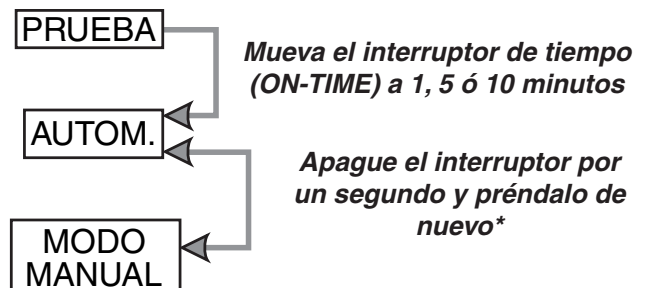 PRUEBA
Mueva el interruptor de tiempo
(ON-TIME) a 1, 5 ó 10 minutos
AUTOM.
Apague el interruptor por
un segundo y préndalo de
nuevo*
MODO
MANUAL